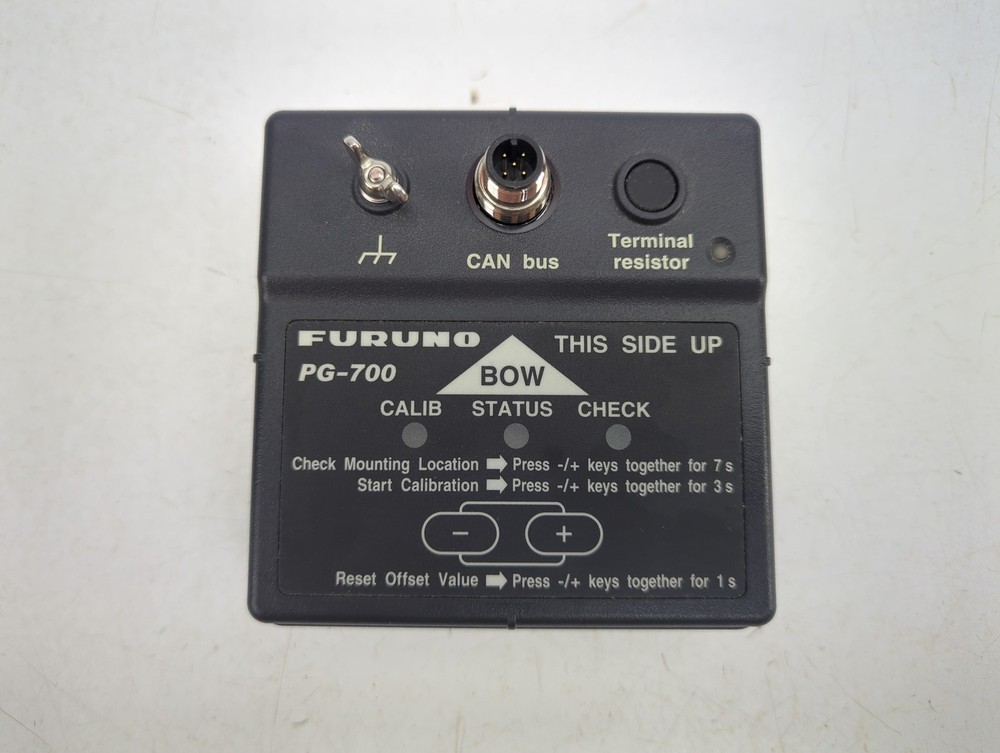 CAN bus
Terminal
resistor
FURUNO
THIS SIDE UP
PG-700
BOW
CALIB STATUS CHECK
Check Mounting Location ➡ Press -/+ keys together for 7 s
Start Calibration ➡ Press -/+ keys together for 3 s
− +
Reset Offset Value ➡ Press -/+ keys together for 1 s